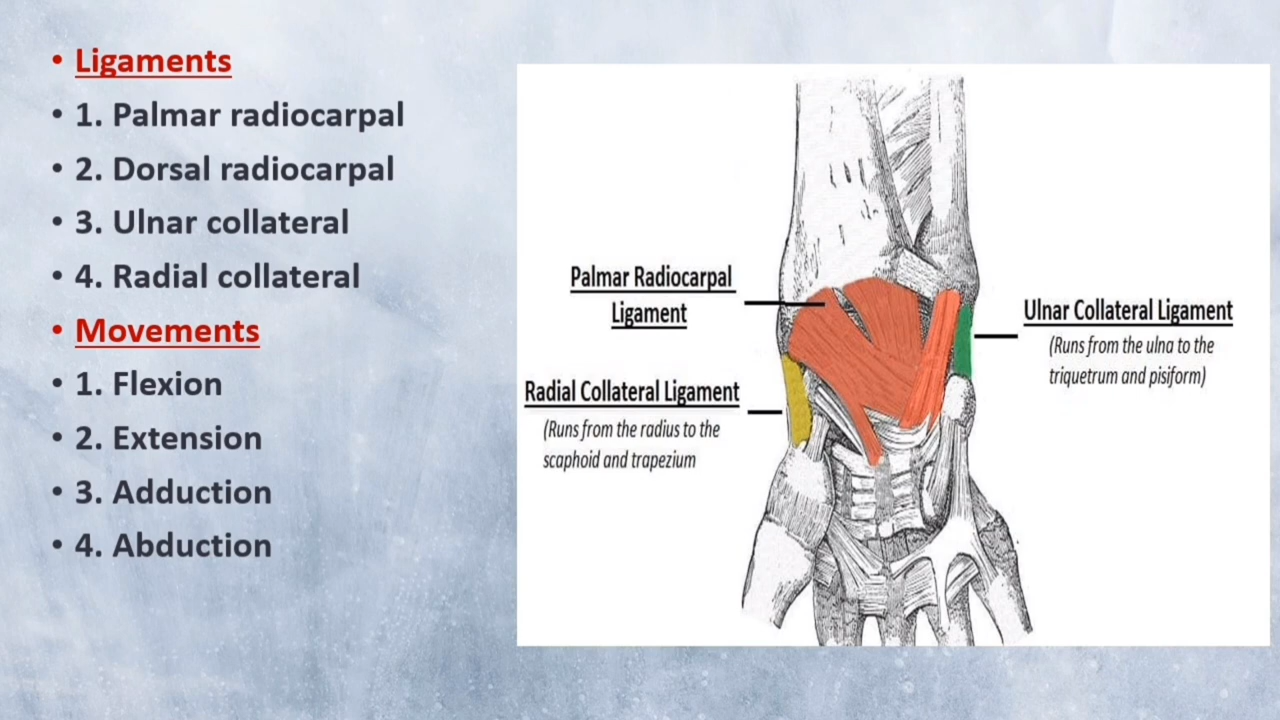 • Ligaments
• 1. Palmar radiocarpal
• 2. Dorsal radiocarpal
• 3. Ulnar collateral
• 4. Radial collateral
• Movements
• 1. Flexion
• 2. Extension
• 3. Adduction
• 4. Abduction
Palmar Radiocarpal
Ligament
Radial Collateral Ligament
(Runs from the radius to the
scaphoid and trapezium
Ulnar Collateral Ligament
(Runs from the ulna to the
triquetrum and pisiform)